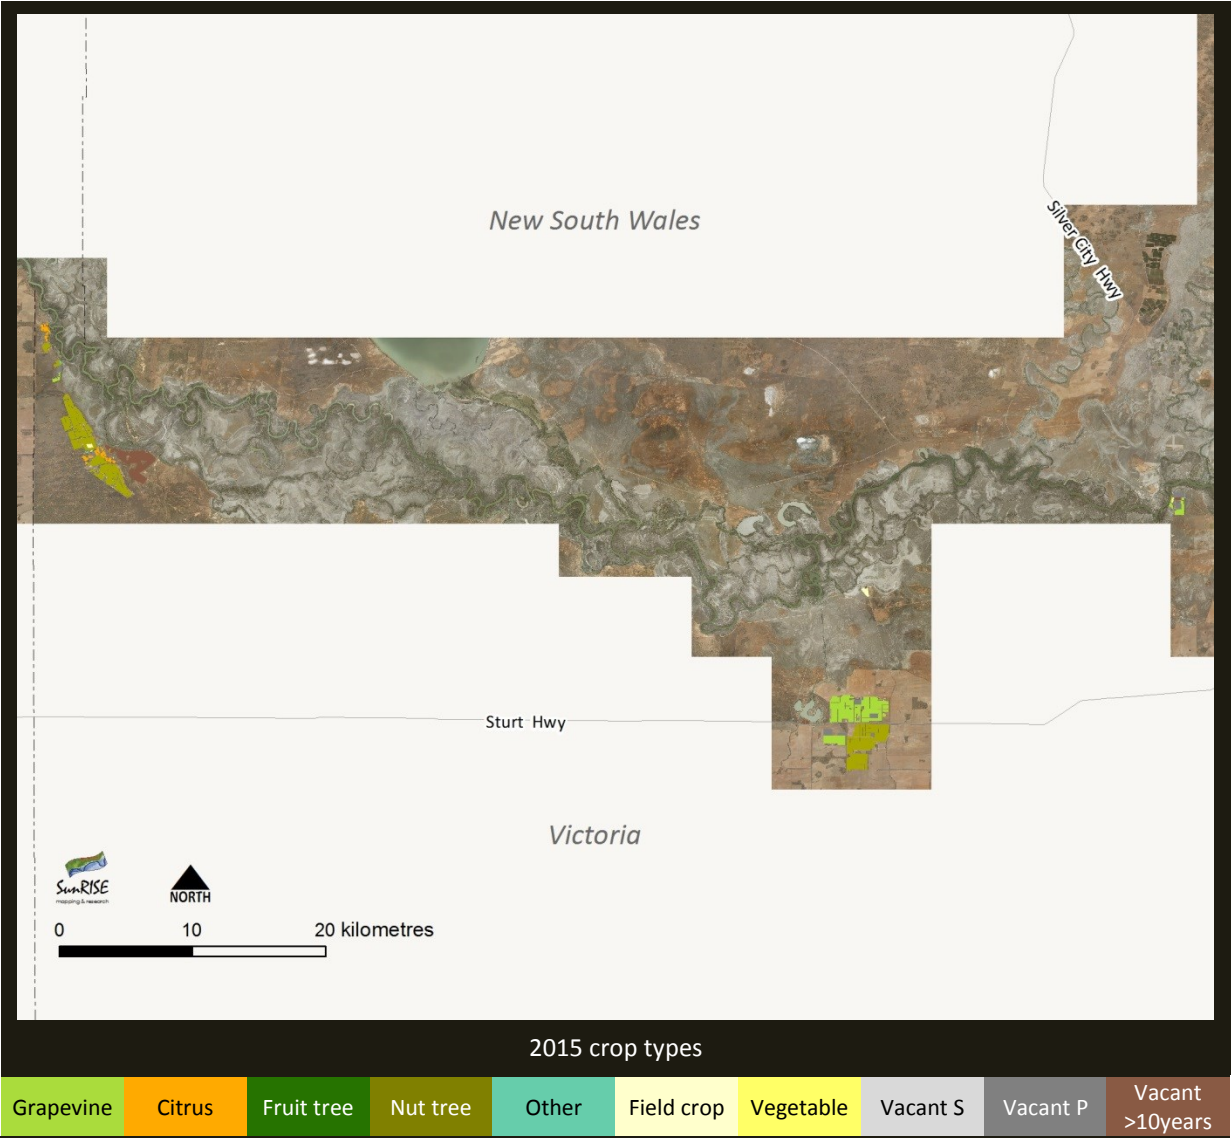 New South Wales
Silver City Hwy
Sturt Hwy
Victoria
SunRISE
mapping & research
NORTH
0 10 20 kilometres
2015 crop types
Grapevine Citrus Fruit tree Nut tree Other Field crop Vegetable Vacant S Vacant P Vacant
>10years